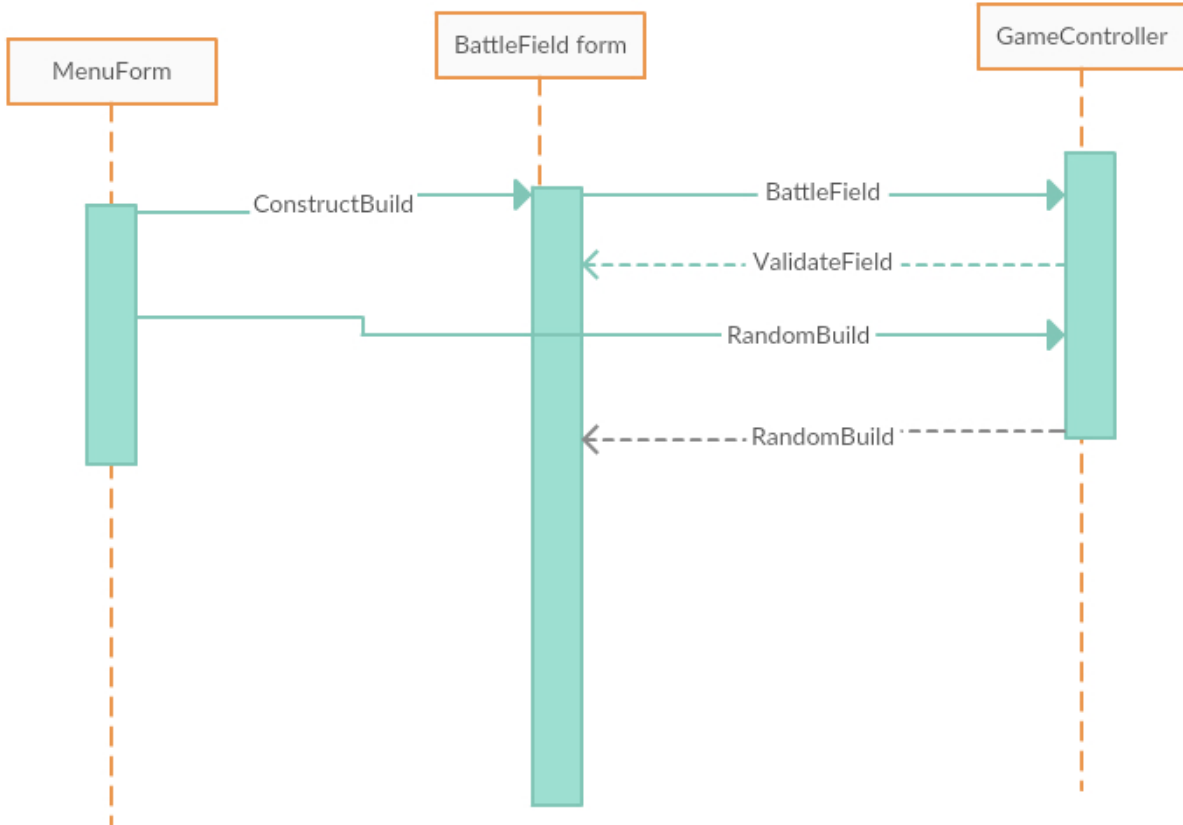 MenuForm
BattleField form
GameController
ConstructBuild
BattleField
ValidateField
RandomBuild
RandomBuild